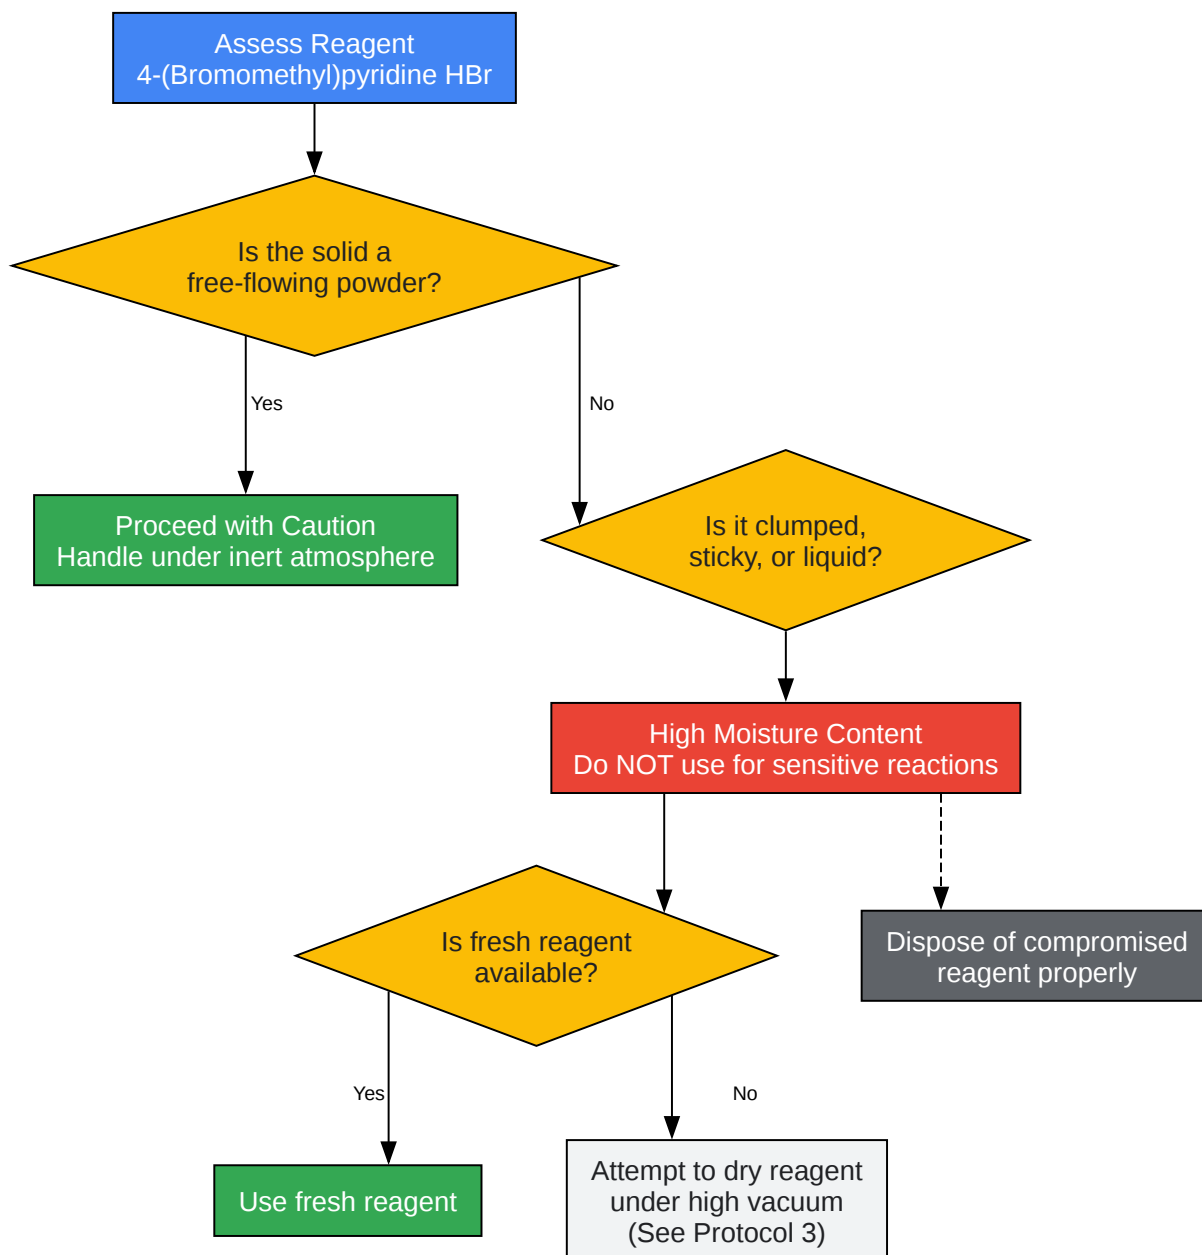 Assess Reagent
4-(Bromomethyl)pyridine HBr
Is the solid a
free-flowing powder?
Yes
No
Proceed with Caution
Handle under inert atmosphere
Is it clumped,
sticky, or liquid?
High Moisture Content
Do NOT use for sensitive reactions
Is fresh reagent
available?
Dispose of compromised
reagent properly
Yes
No
Use fresh reagent
Attempt to dry reagent
under high vacuum
(See Protocol 3)